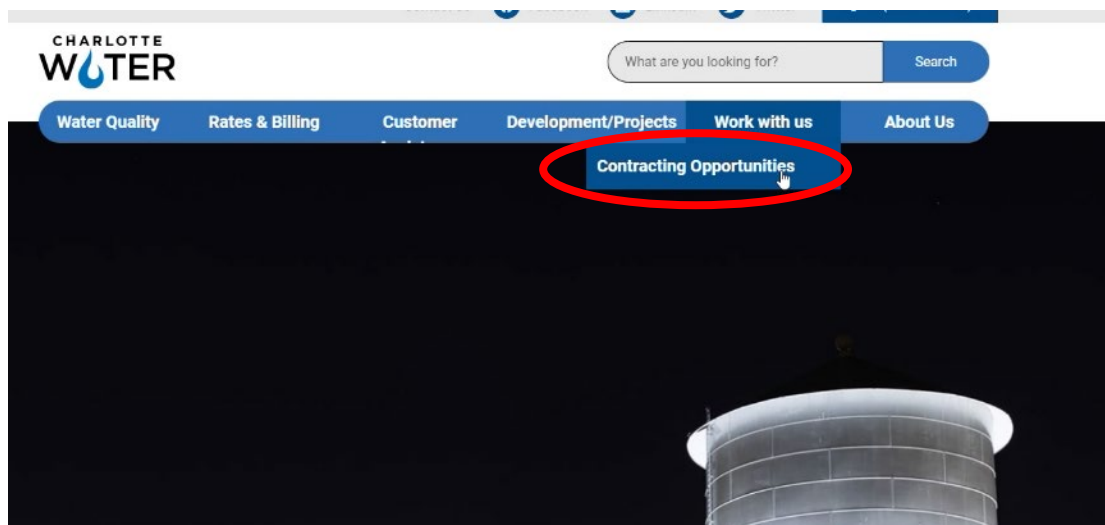 CHARLOTTE
WATER
What are you looking for?
Search
Water Quality
Rates & Billing
Customer
Development/Projects
Work with us
About Us
Contracting Opportunities